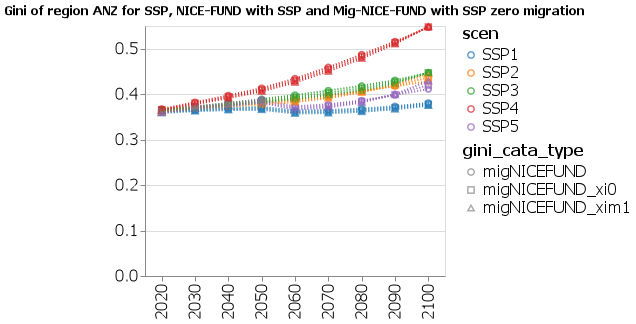 Gini of region ANZ for SSP, NICE-FUND with SSP and Mig-NICE-FUND with SSP zero migration
scen
SSP1
SSP2
SSP3
SSP4
SSP5
gini_cata_type
migNICEFUND
migNICEFUND_xi0
migNICEFUND_xim1
0.5
0.4
0.3
0.2
0.1
0.0
2020
2030
2040
2050
2060
2070
2080
2090
2100